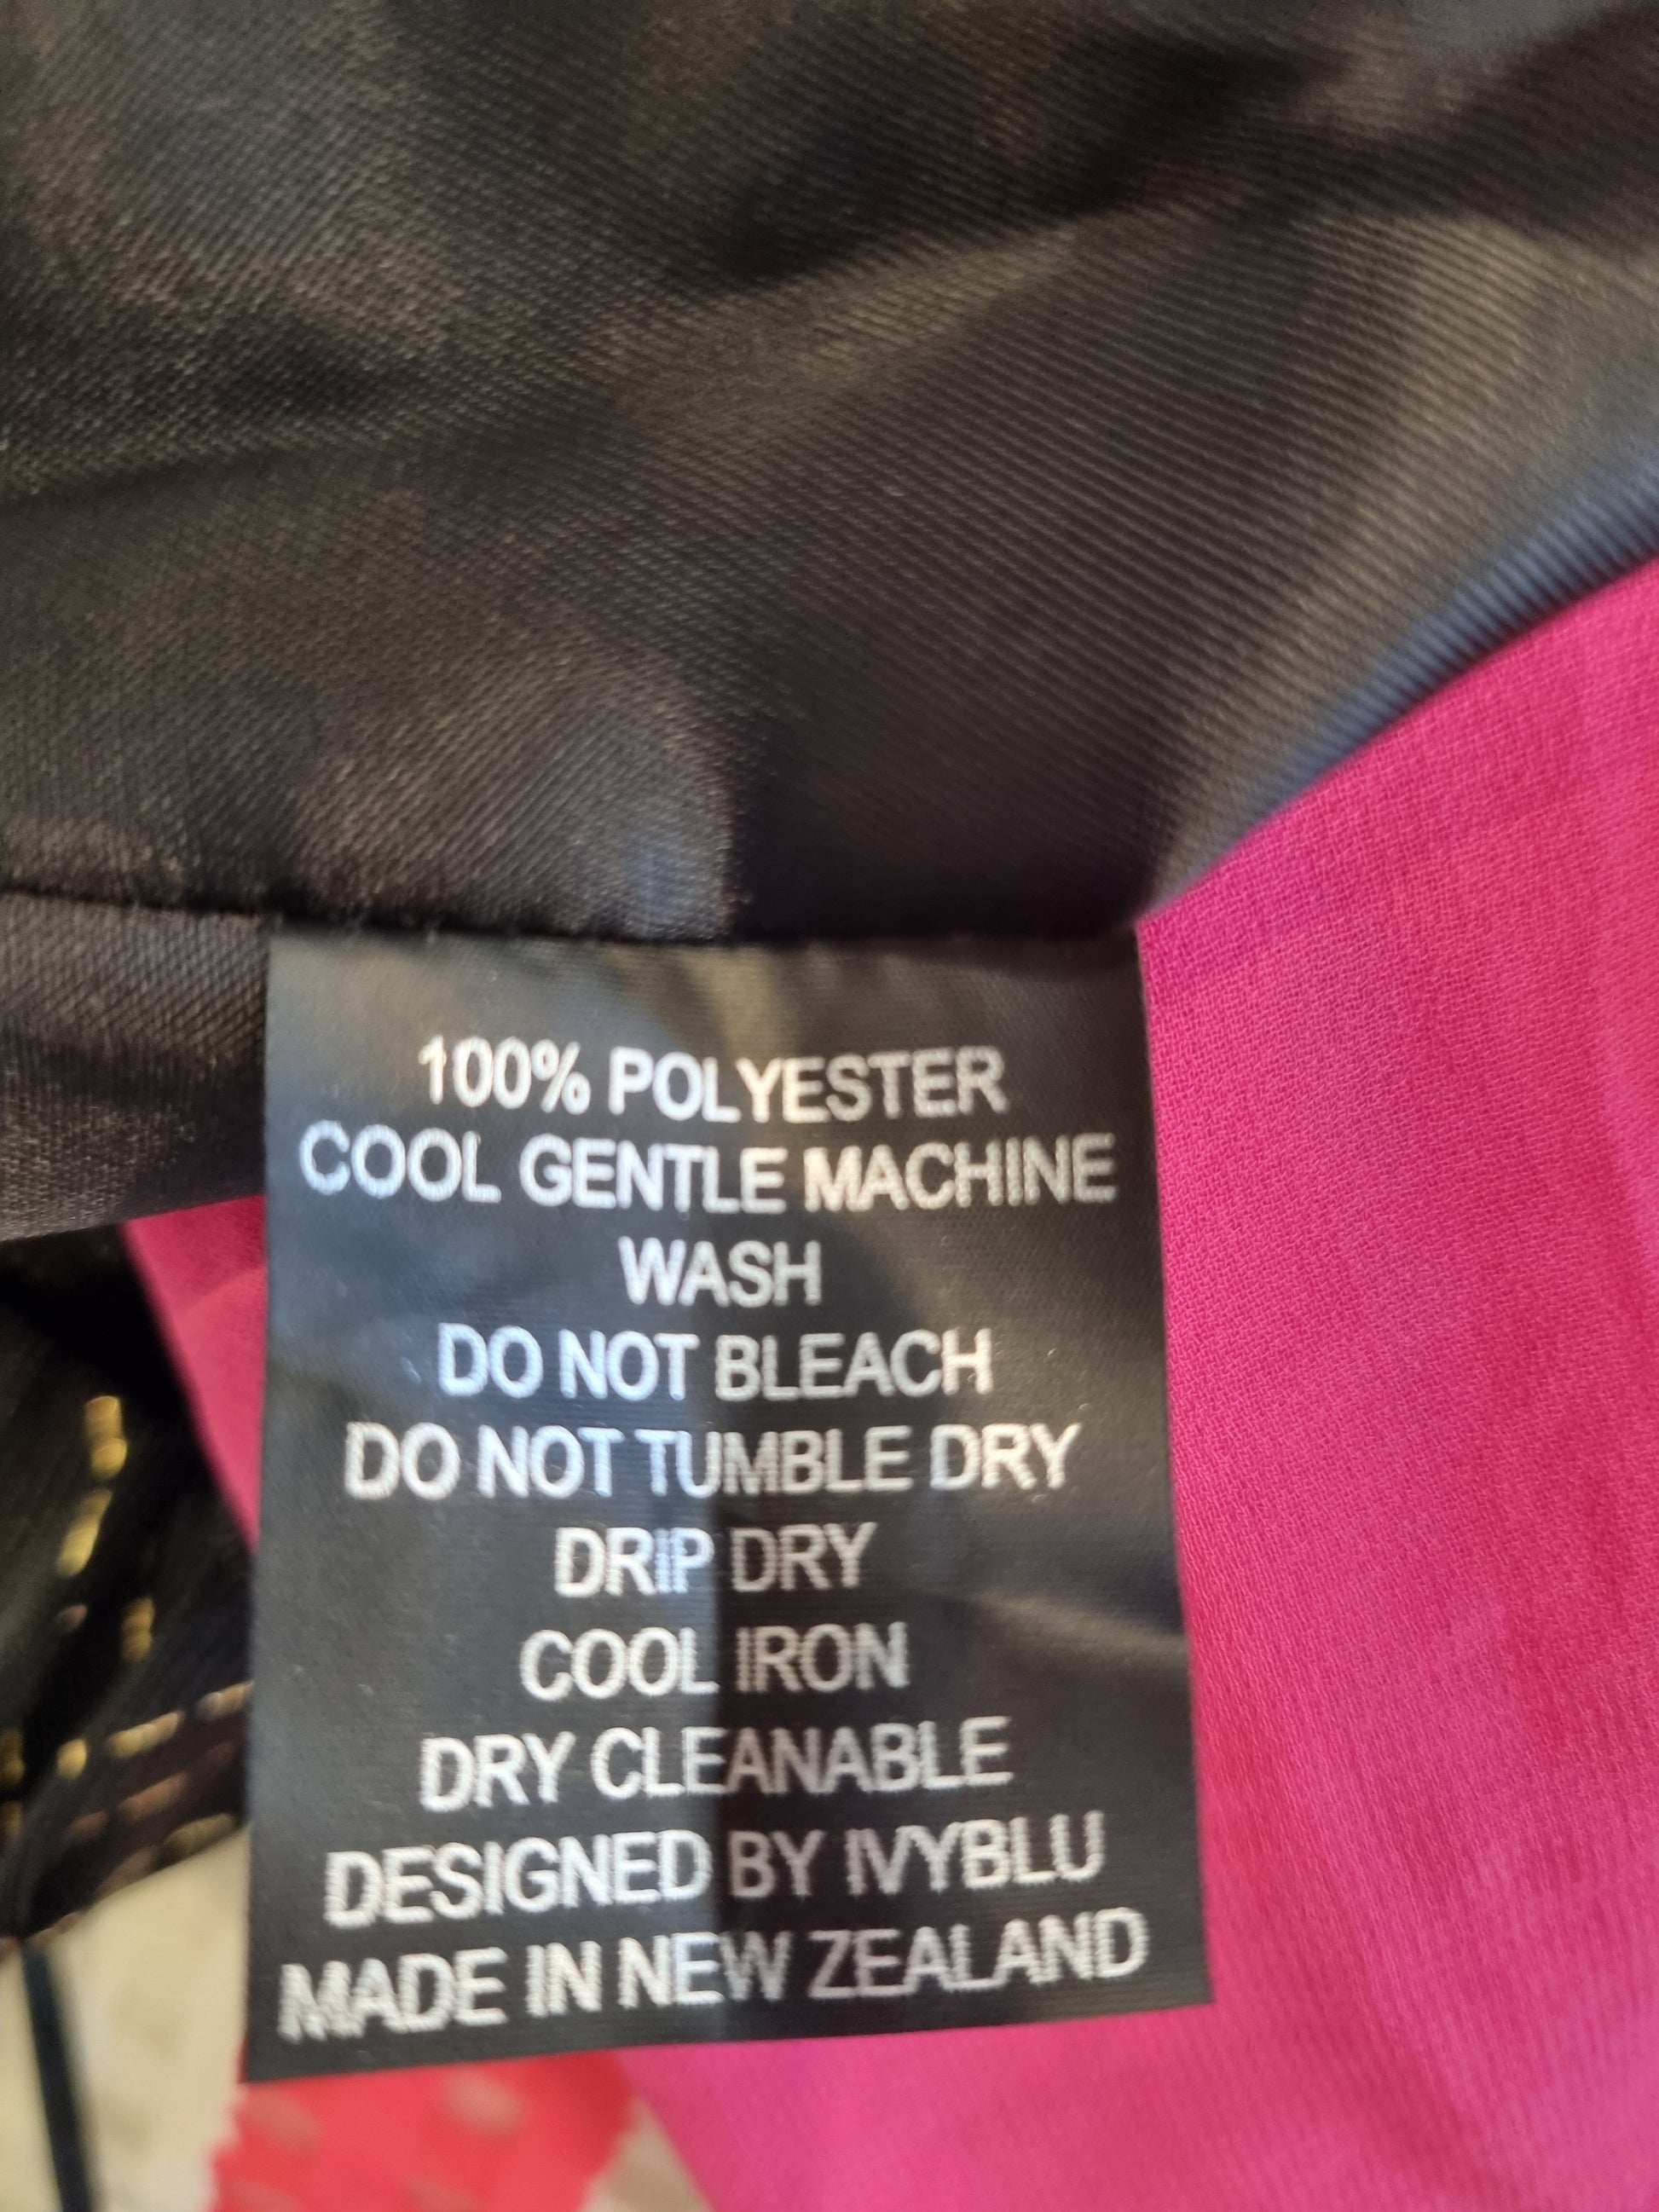 100% POLYESTER
COOL GENTLE MACHINE
WASH
DO NOT BLEACH
DO NOT TUMBLE DRY
DRIP DRY
COOL IRON
DRY CLEANABLE
DESIGNED BY IVYBLU
MADE IN NEW ZEALAND